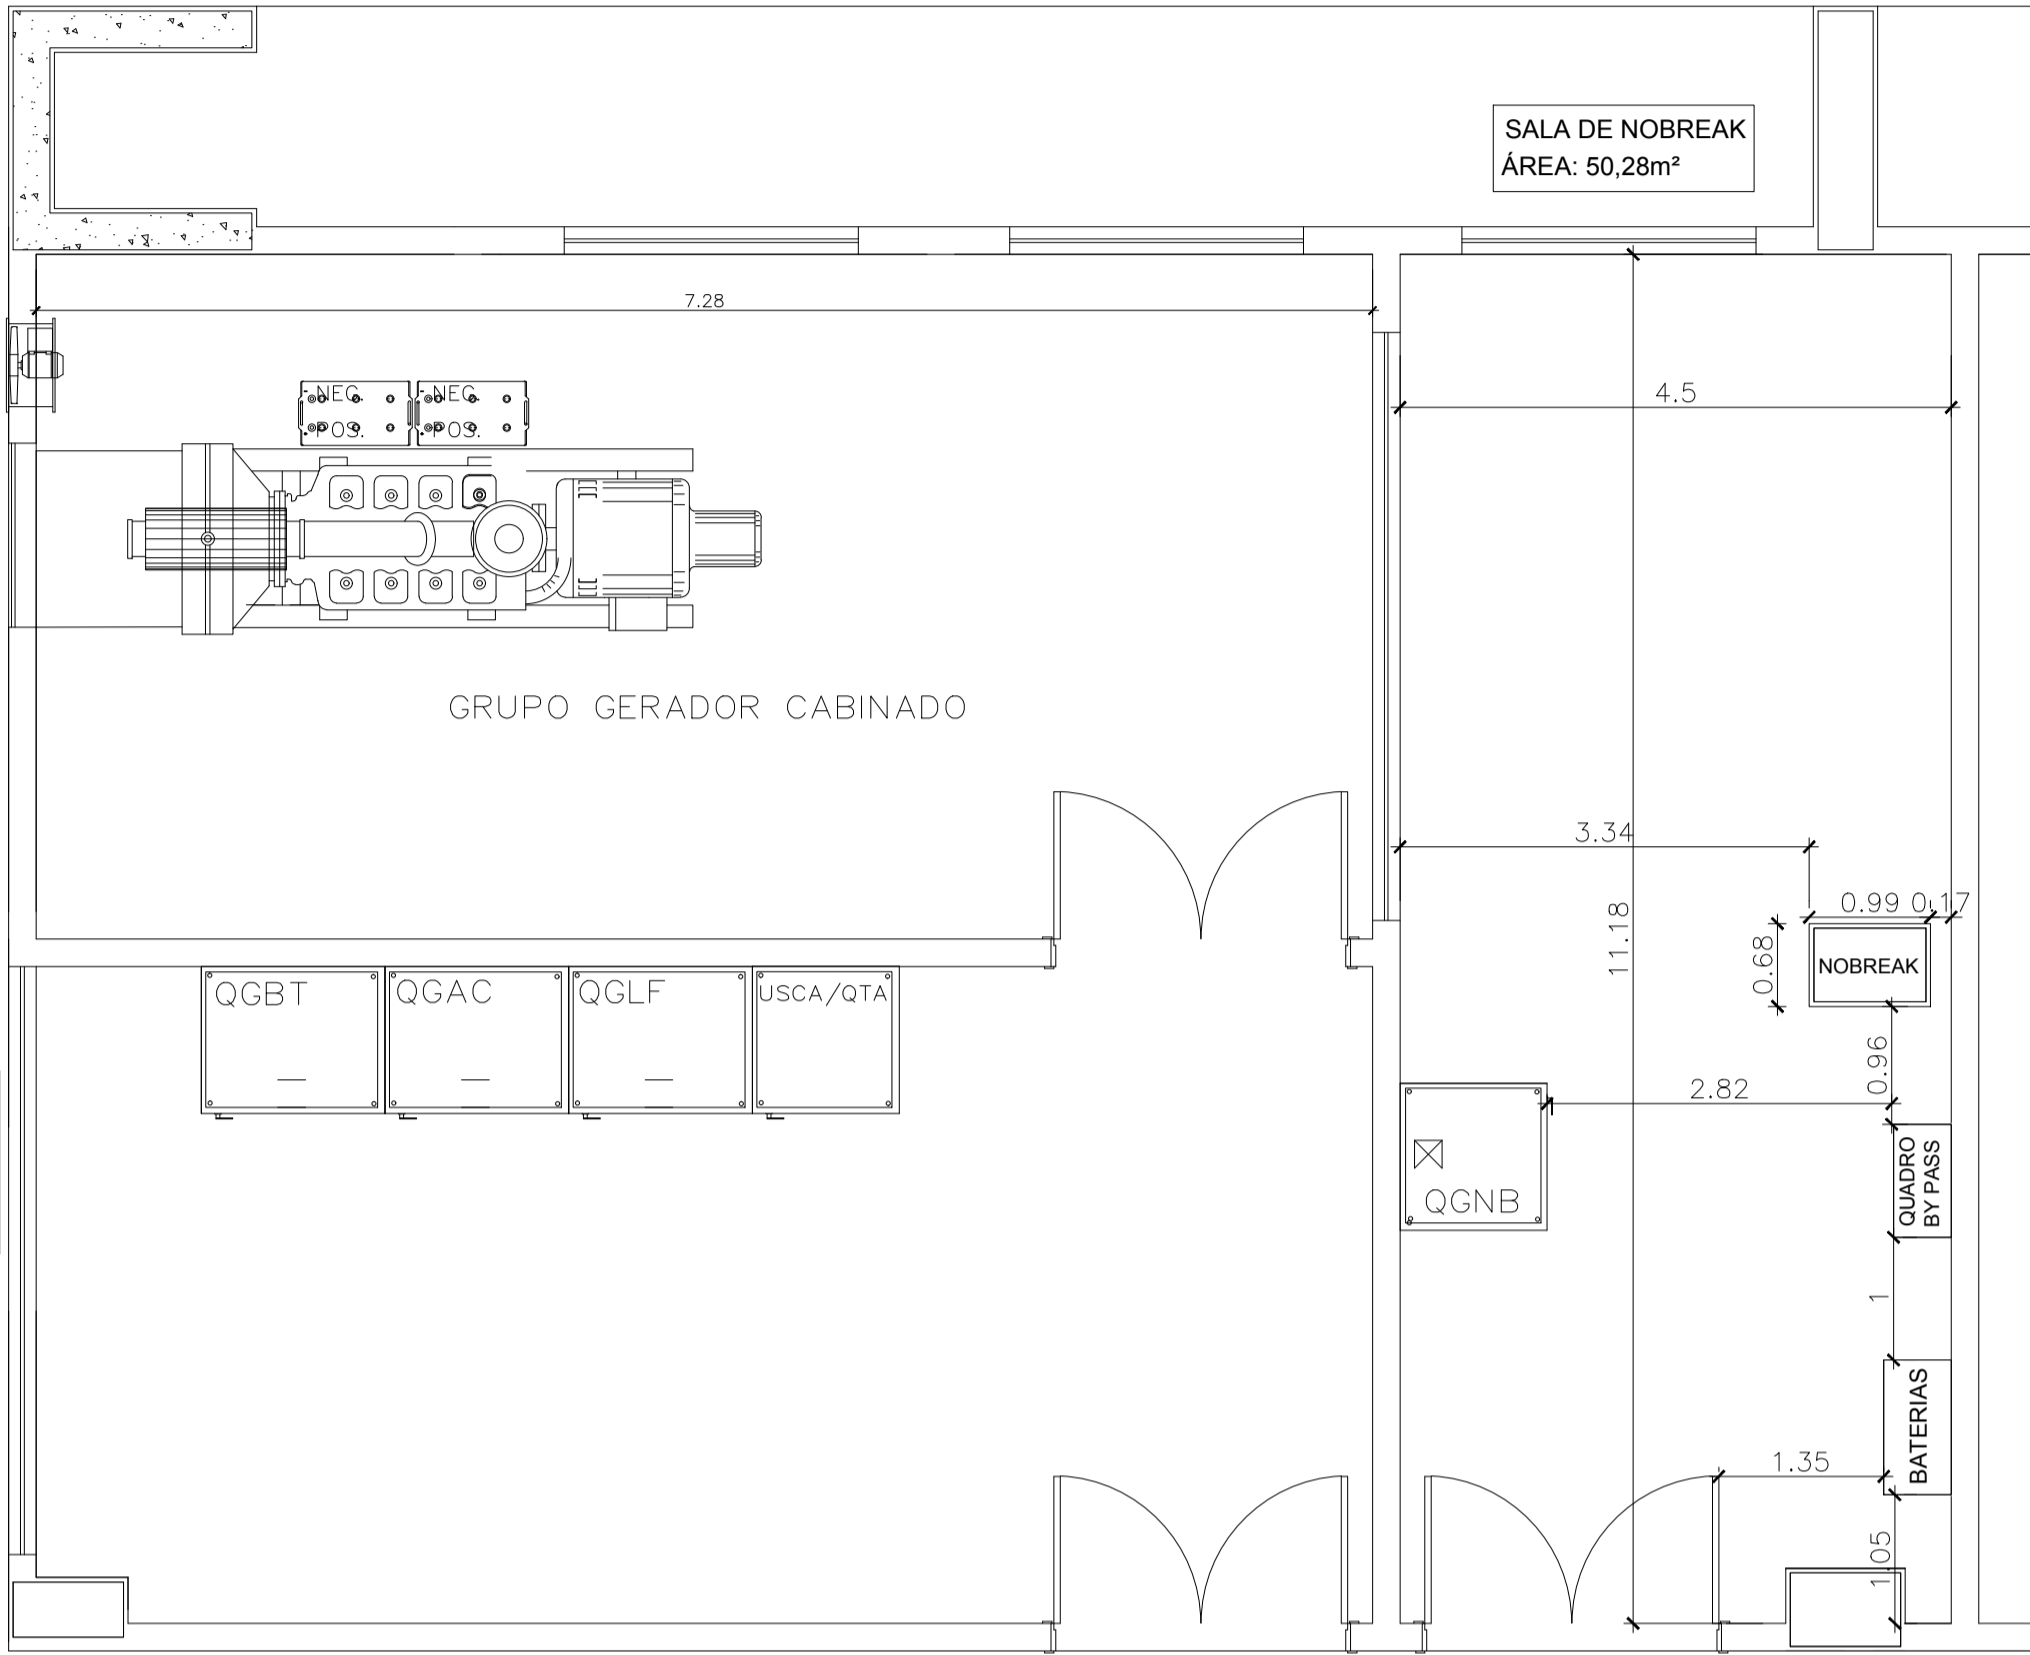 SALA DE NOBREAK
ÁREA: 50,28m²
7.28
4.5
NEG. NEG.
POS. POS.
GRUPO GERADOR CABINADO
3.34
0.99 0.17
11.18
0.68
NOBREAK
QGBT QGAC QGLF USCA/QTA
0.96
2.82
QGNB
QUADRO
BY PASS
1
BATERIAS
1.35
1.05